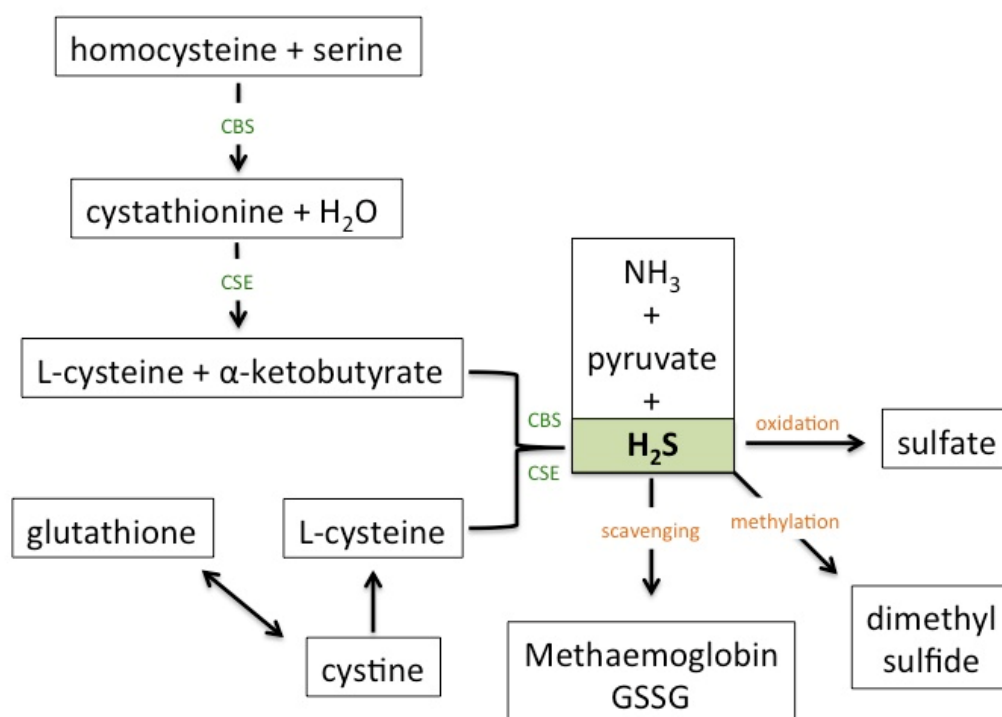 homocysteine + serine
CBS
cystathionine + H₂O
CSE
L-cysteine + α-ketobutyrate
NH₃
+
pyruvate
+
H₂S
CBS
CSE
oxidation
sulfate
glutathione
L-cysteine
cystine
scavenging
methylation
Methaemoglobin
GSSG
dimethyl
sulfide